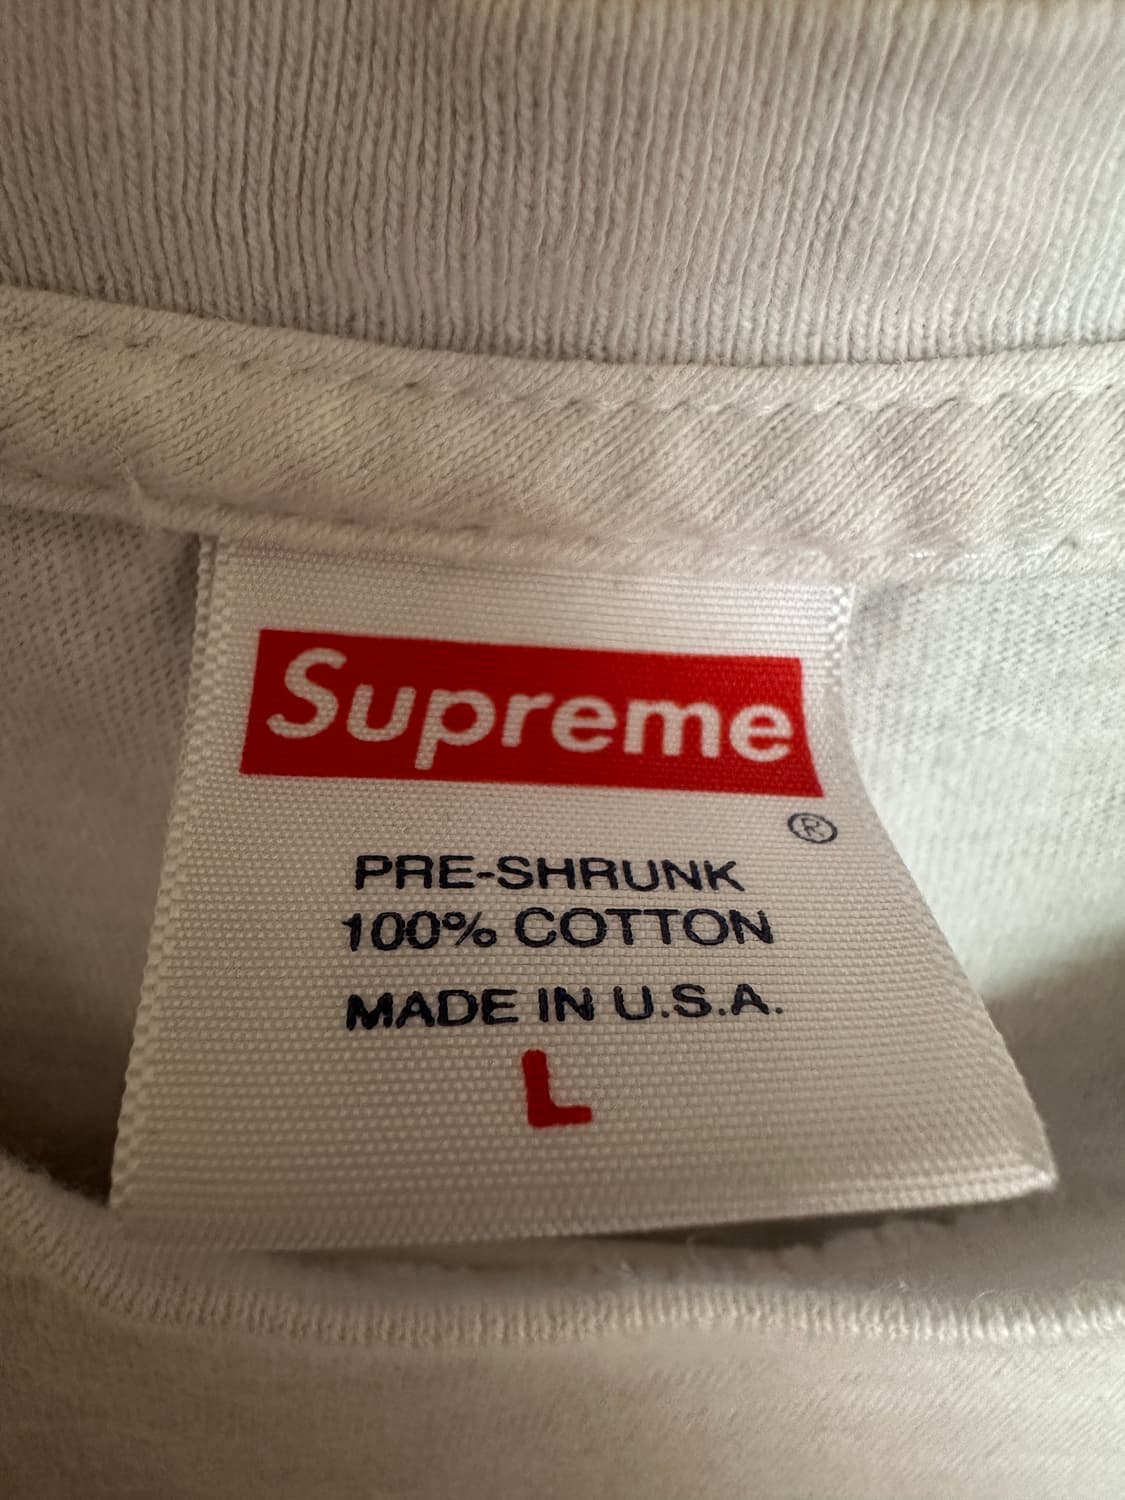 Supreme
®
PRE-SHRUNK
100% COTTON
MADE IN U.S.A.
L